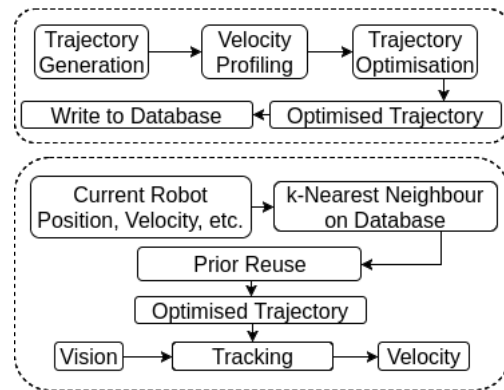 Trajectory
Generation
Velocity
Profiling
Trajectory
Optimisation
Write to Database
Optimised Trajectory
Current Robot
Position, Velocity, etc.
k-Nearest Neighbour
on Database
Prior Reuse
Optimised Trajectory
Vision
Tracking
Velocity